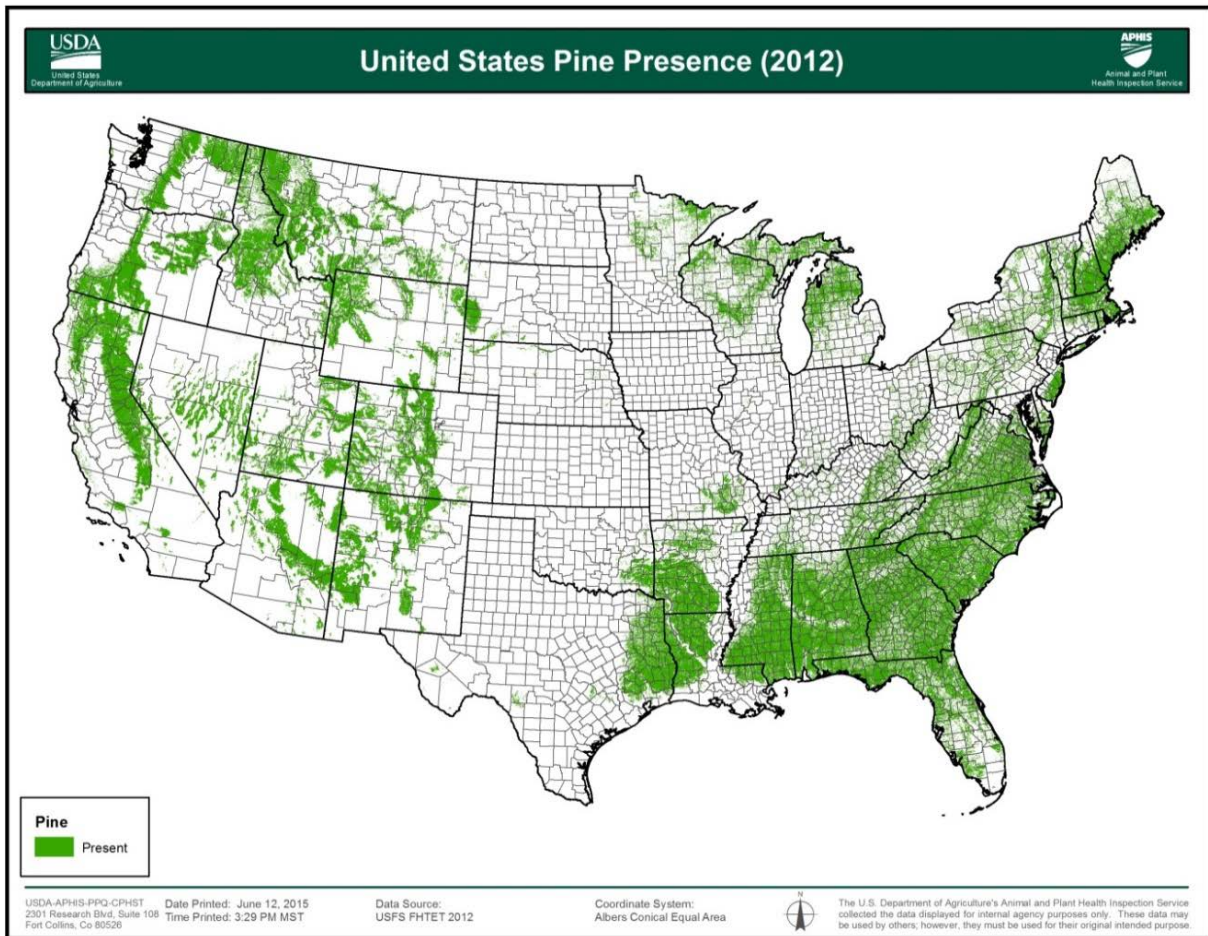 USDA
United States
Department of Agriculture
United States Pine Presence (2012)
APHIS
Animal and Plant
Health Inspection Service
Pine
Present
USDA-APHIS-PPQ-CPHST
2301 Research Blvd, Suite 108
Fort Collins, Co 80526
Date Printed: June 12, 2015
Time Printed: 3:29 PM MST
Data Source:
USFS FHTET 2012
Coordinate System:
Albers Conical Equal Area
N
The U.S. Department of Agriculture's Animal and Plant Health Inspection Service
collected the data displayed for internal agency purposes only. These data may
be used by others; however, they must be used for their original intended purpose.